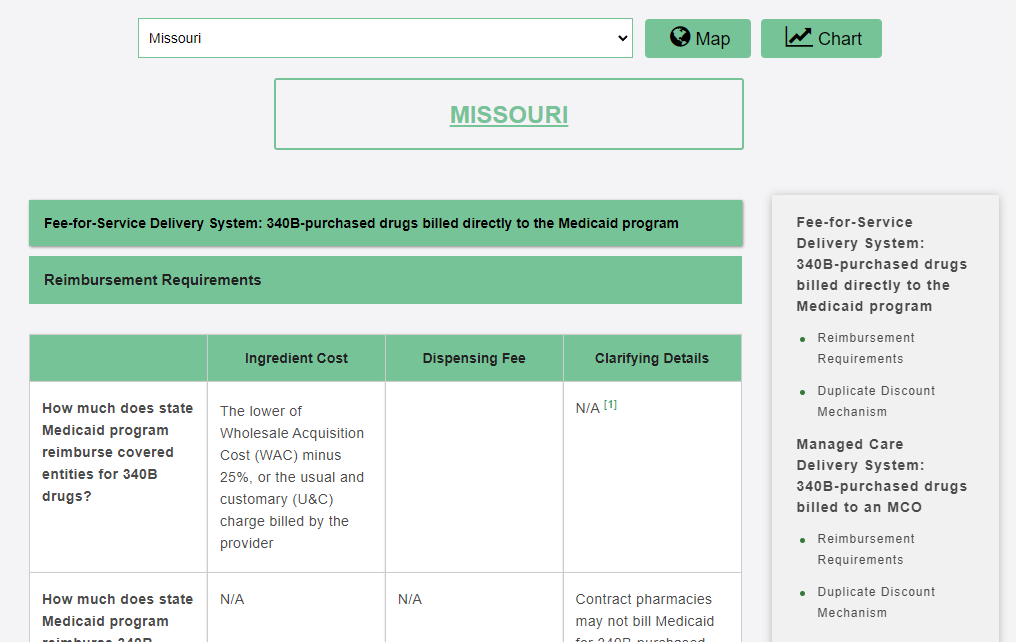 Missouri
Map
Chart
MISSOURI
Fee-for-Service Delivery System: 340B-purchased drugs billed directly to the Medicaid program
Reimbursement Requirements
Ingredient Cost
Dispensing Fee
Clarifying Details
How much does state
Medicaid program
reimburse covered
entities for 340B
drugs?
The lower of
Wholesale Acquisition
Cost (WAC) minus
25%, or the usual and
customary (U&C)
charge billed by the
provider
N/A [1]
How much does state
Medicaid program
reimburse 340B
N/A
N/A
Contract pharmacies
may not bill Medicaid
for 340B-purchased
Fee-for-Service
Delivery System:
340B-purchased drugs
billed directly to the
Medicaid program
Reimbursement
Requirements
Duplicate Discount
Mechanism
Managed Care
Delivery System:
340B-purchased drugs
billed to an MCO
Reimbursement
Requirements
Duplicate Discount
Mechanism